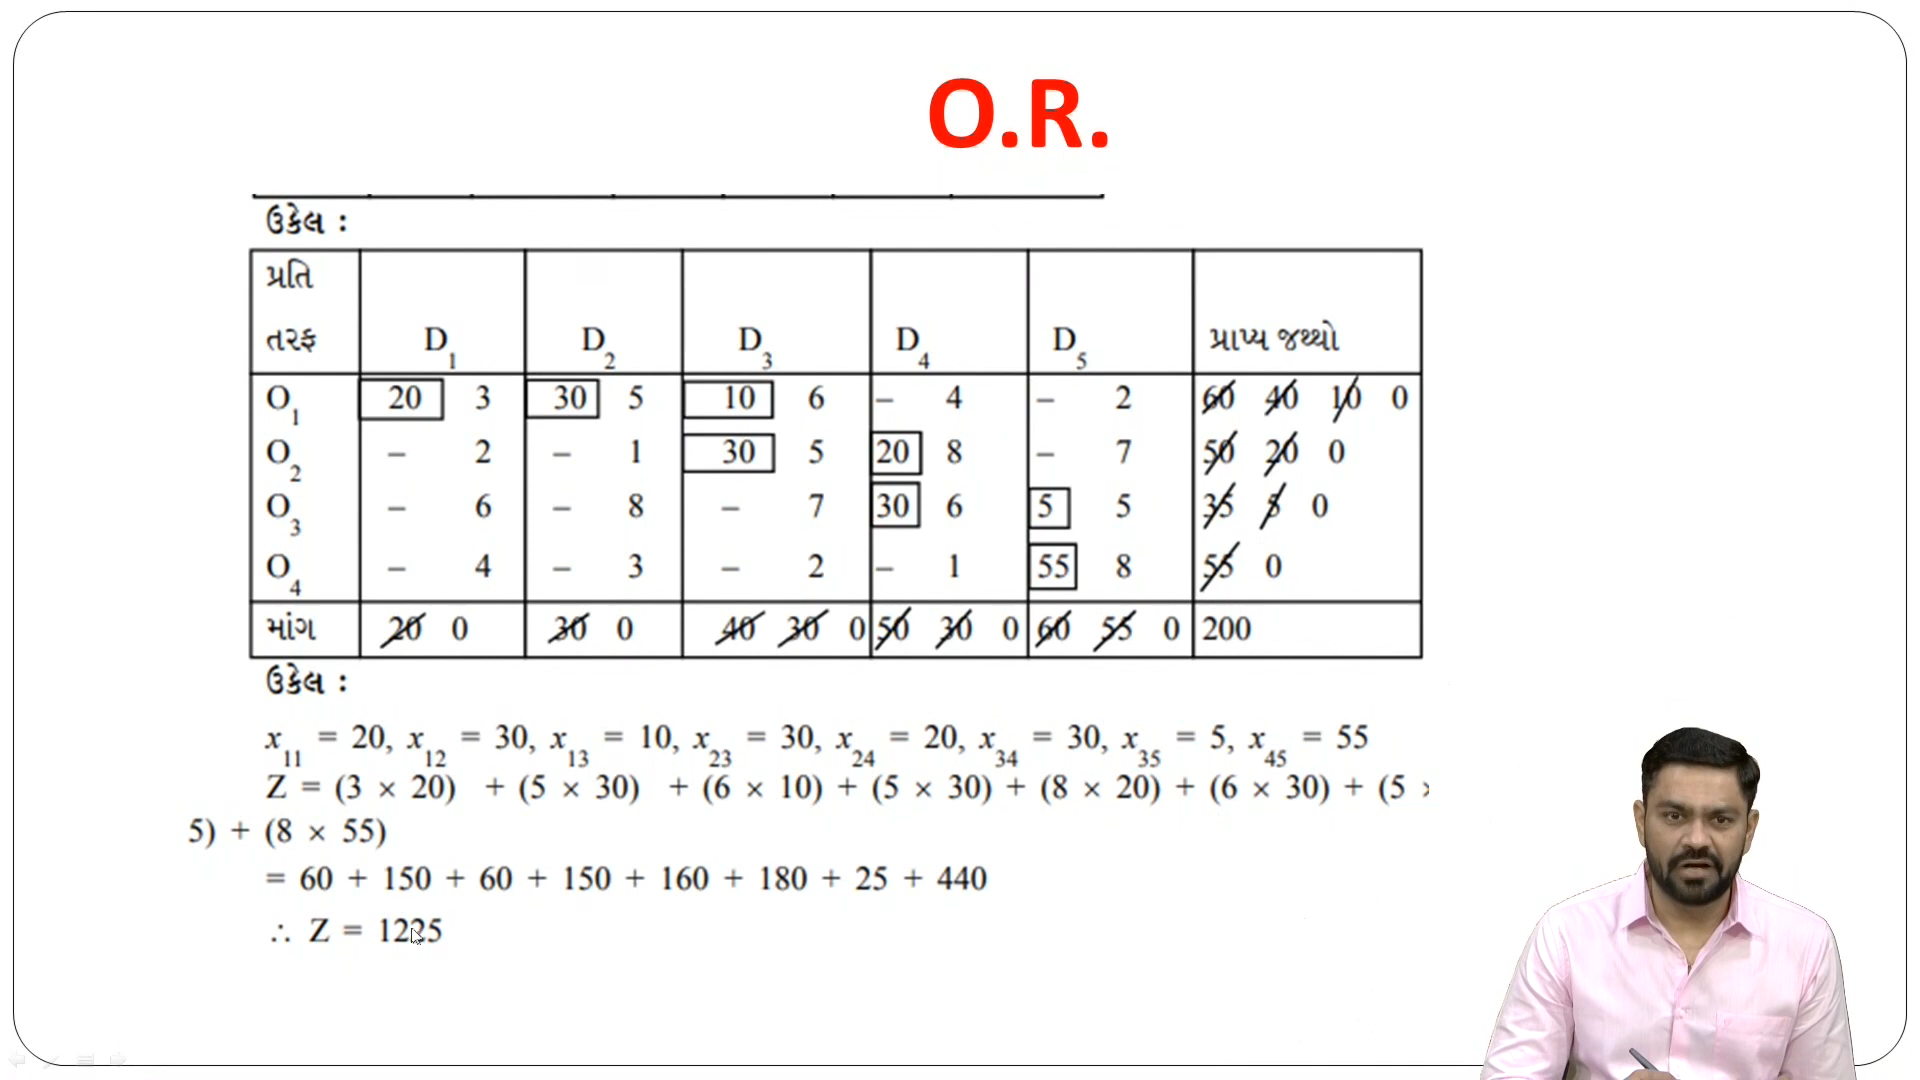 O.R.
ઉકેલ :
પ્રતિ
તરફ D1 D2 D3 D4 D5 પ્રાપ્ય જથ્થો
O1 20 3 30 5 10 6 – 4 – 2 60 40 10 0
O2 – 2 – 1 30 5 20 8 – 7 50 20 0
O3 – 6 – 8 – 7 30 6 5 5 35 5 0
O4 – 4 – 3 – 2 – 1 55 8 55 0
માંગ 20 0 30 0 40 30 0 50 30 0 60 55 0 200
ઉકેલ :
x11 = 20, x12 = 30, x13 = 10, x23 = 30, x24 = 20, x34 = 30, x35 = 5, x45 = 55
Z = (3 × 20) + (5 × 30) + (6 × 10) + (5 × 30) + (8 × 20) + (6 × 30) + (5 ×
5) + (8 × 55)
= 60 + 150 + 60 + 150 + 160 + 180 + 25 + 440
∴ Z = 1225